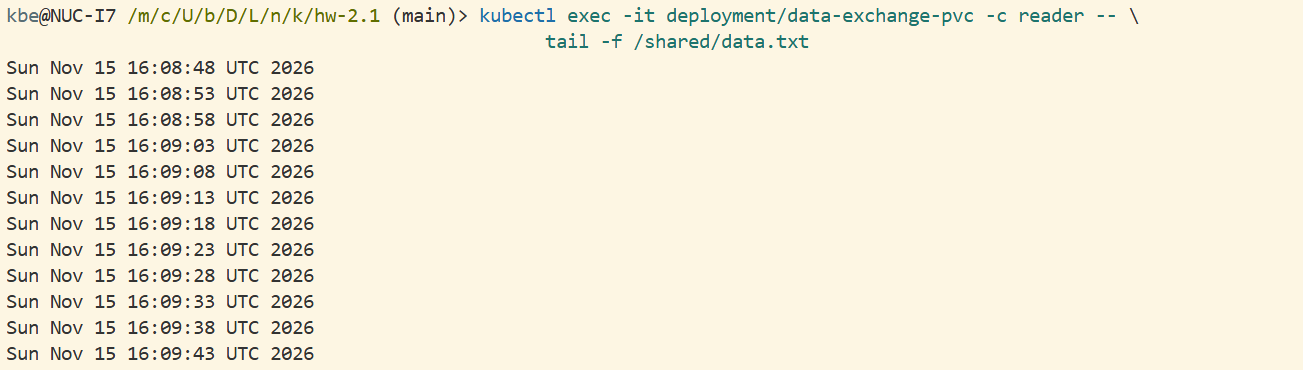 kbe@NUC-I7 /m/c/U/b/D/L/n/k/hw-2.1 (main)> kubectl exec -it deployment/data-exchange-pvc -c reader -- \
tail -f /shared/data.txt
Sun Nov 15 16:08:48 UTC 2026
Sun Nov 15 16:08:53 UTC 2026
Sun Nov 15 16:08:58 UTC 2026
Sun Nov 15 16:09:03 UTC 2026
Sun Nov 15 16:09:08 UTC 2026
Sun Nov 15 16:09:13 UTC 2026
Sun Nov 15 16:09:18 UTC 2026
Sun Nov 15 16:09:23 UTC 2026
Sun Nov 15 16:09:28 UTC 2026
Sun Nov 15 16:09:33 UTC 2026
Sun Nov 15 16:09:38 UTC 2026
Sun Nov 15 16:09:43 UTC 2026